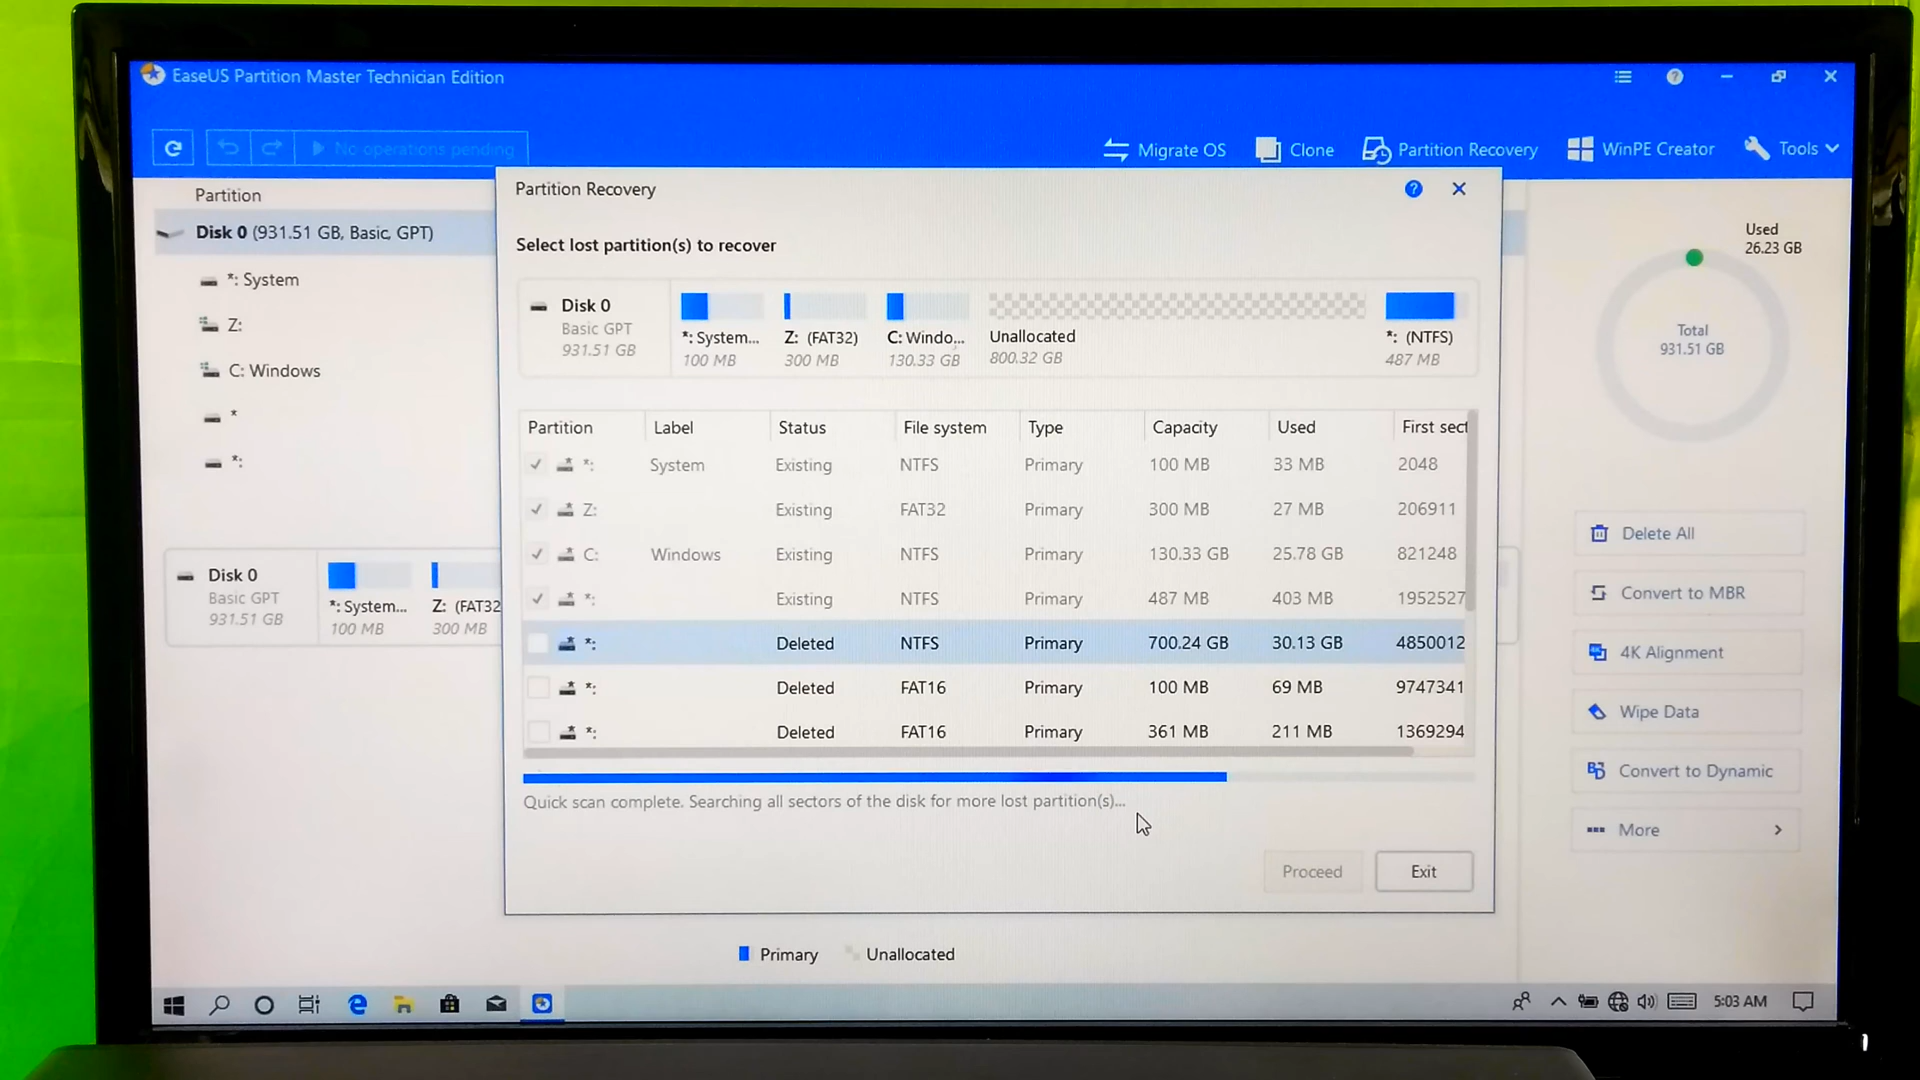 EaseUS Partition Master Technician Edition
No operations pending
Migrate OS
Clone
Partition Recovery
WinPE Creator
Tools
Partition
Disk 0 (931.51 GB, Basic, GPT)
*: System
Z:
C: Windows
*
*:
Disk 0
Basic GPT
931.51 GB
*: System...
100 MB
Z: (FAT32
300 MB
Partition Recovery
Select lost partition(s) to recover
Disk 0
Basic GPT
931.51 GB
*: System...
100 MB
Z: (FAT32)
300 MB
C: Windo...
130.33 GB
Unallocated
800.32 GB
*: (NTFS)
487 MB
Partition Label Status File system Type Capacity Used First sect
*: System Existing NTFS Primary 100 MB 33 MB 2048
Z: Existing FAT32 Primary 300 MB 27 MB 206911
C: Windows Existing NTFS Primary 130.33 GB 25.78 GB 821248
*: Existing NTFS Primary 487 MB 403 MB 1952527
*: Deleted NTFS Primary 700.24 GB 30.13 GB 4850012
*: Deleted FAT16 Primary 100 MB 69 MB 9747341
*: Deleted FAT16 Primary 361 MB 211 MB 1369294
Quick scan complete. Searching all sectors of the disk for more lost partition(s)...
Proceed
Exit
Primary
Unallocated
Used
26.23 GB
Total
931.51 GB
Delete All
Convert to MBR
4K Alignment
Wipe Data
Convert to Dynamic
More
5:03 AM